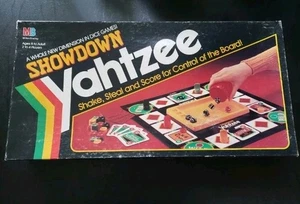 MB
A WHOLE NEW DIMENSION IN DICE GAMES!
SHOWDOWN
Yahtzee
Shake, Steal and Score for Control of the Board!